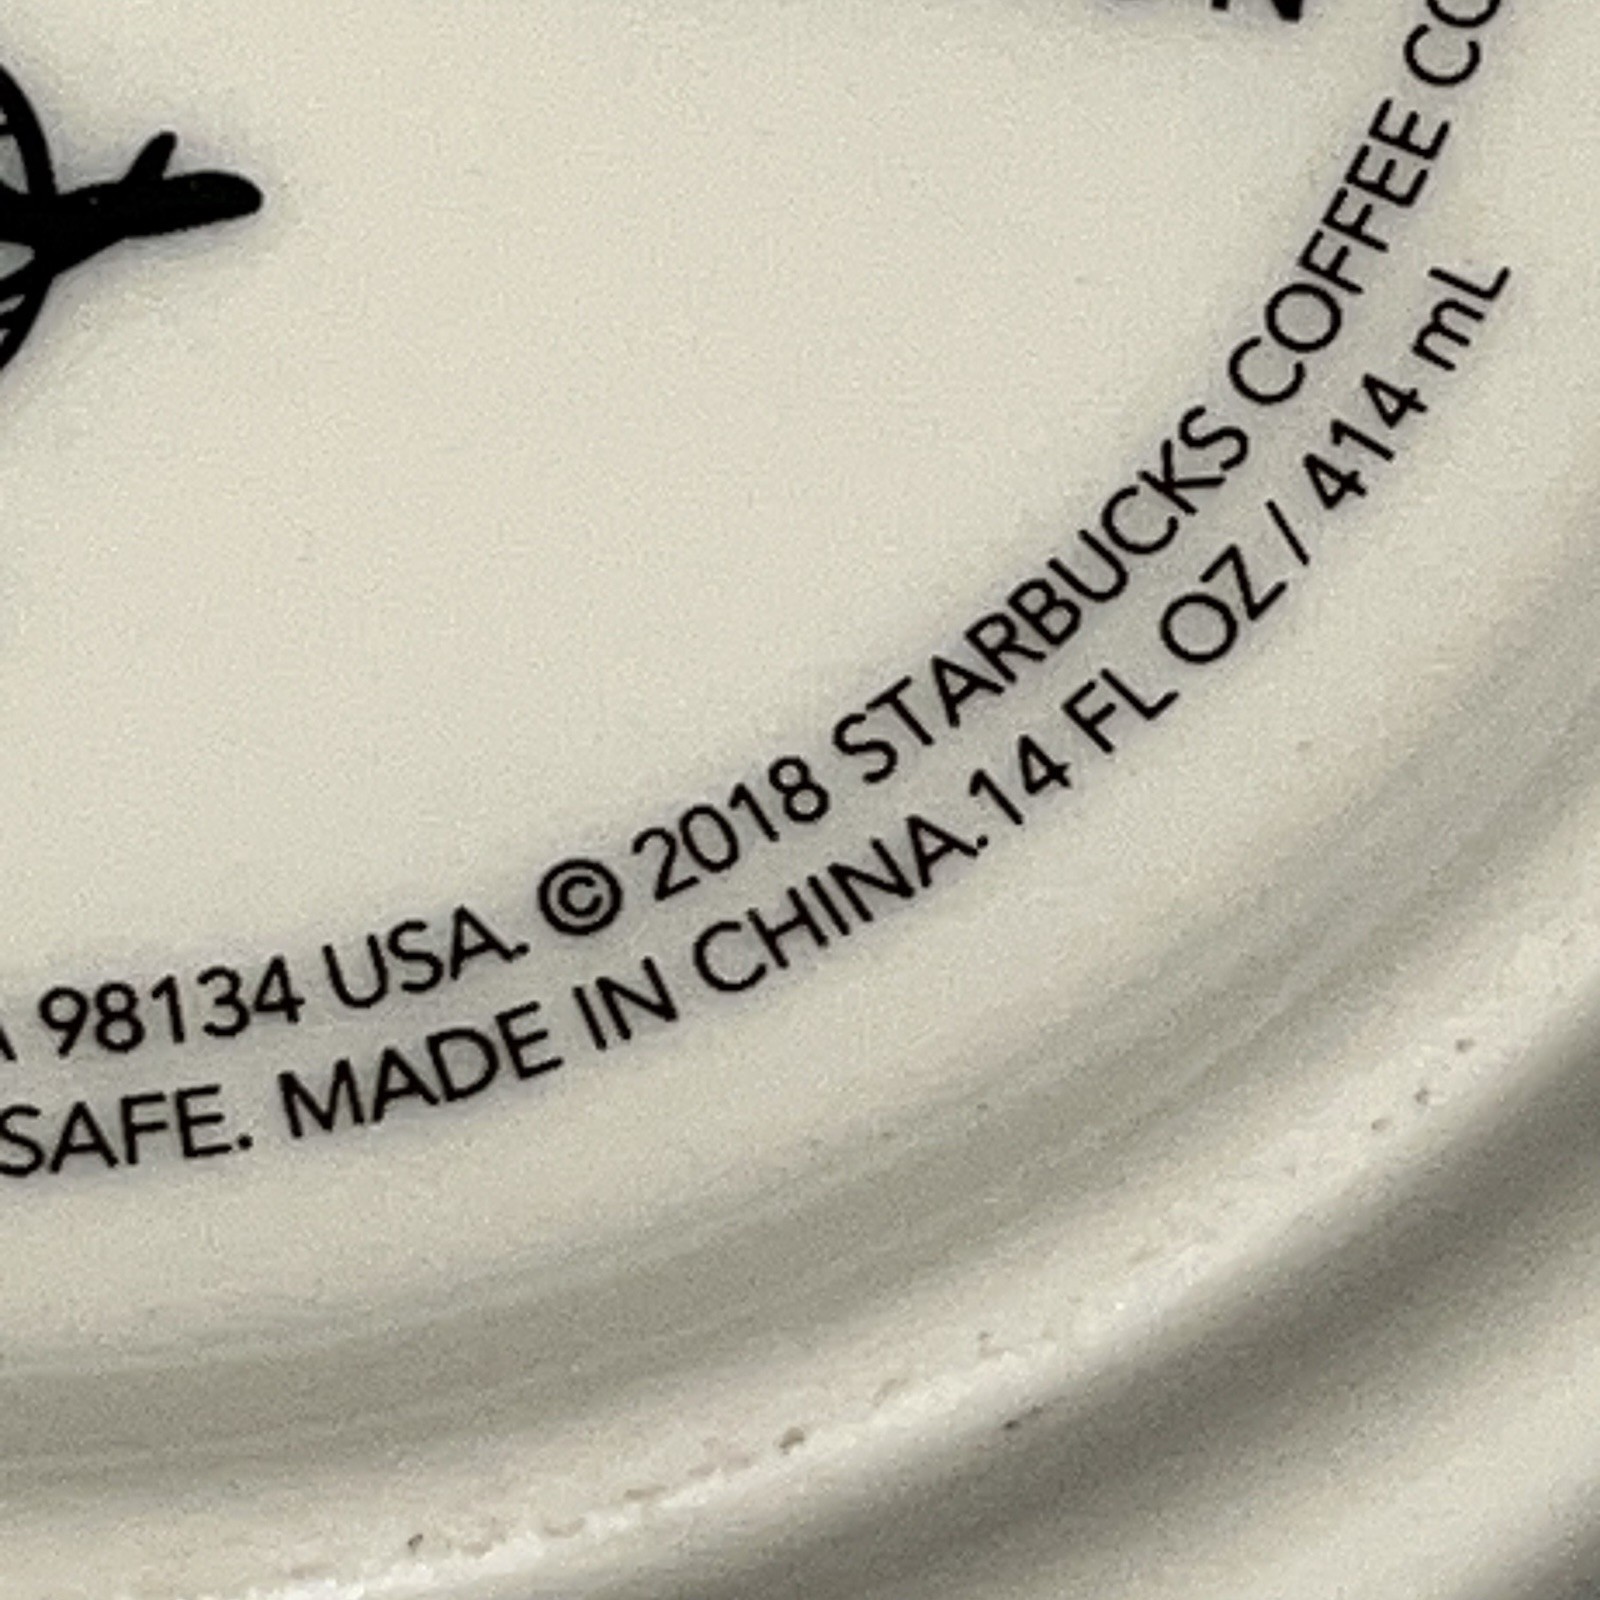 98134 USA. © 2018 STARBUCKS COFFEE CO
SAFE. MADE IN CHINA. 14 FL OZ / 414 mL